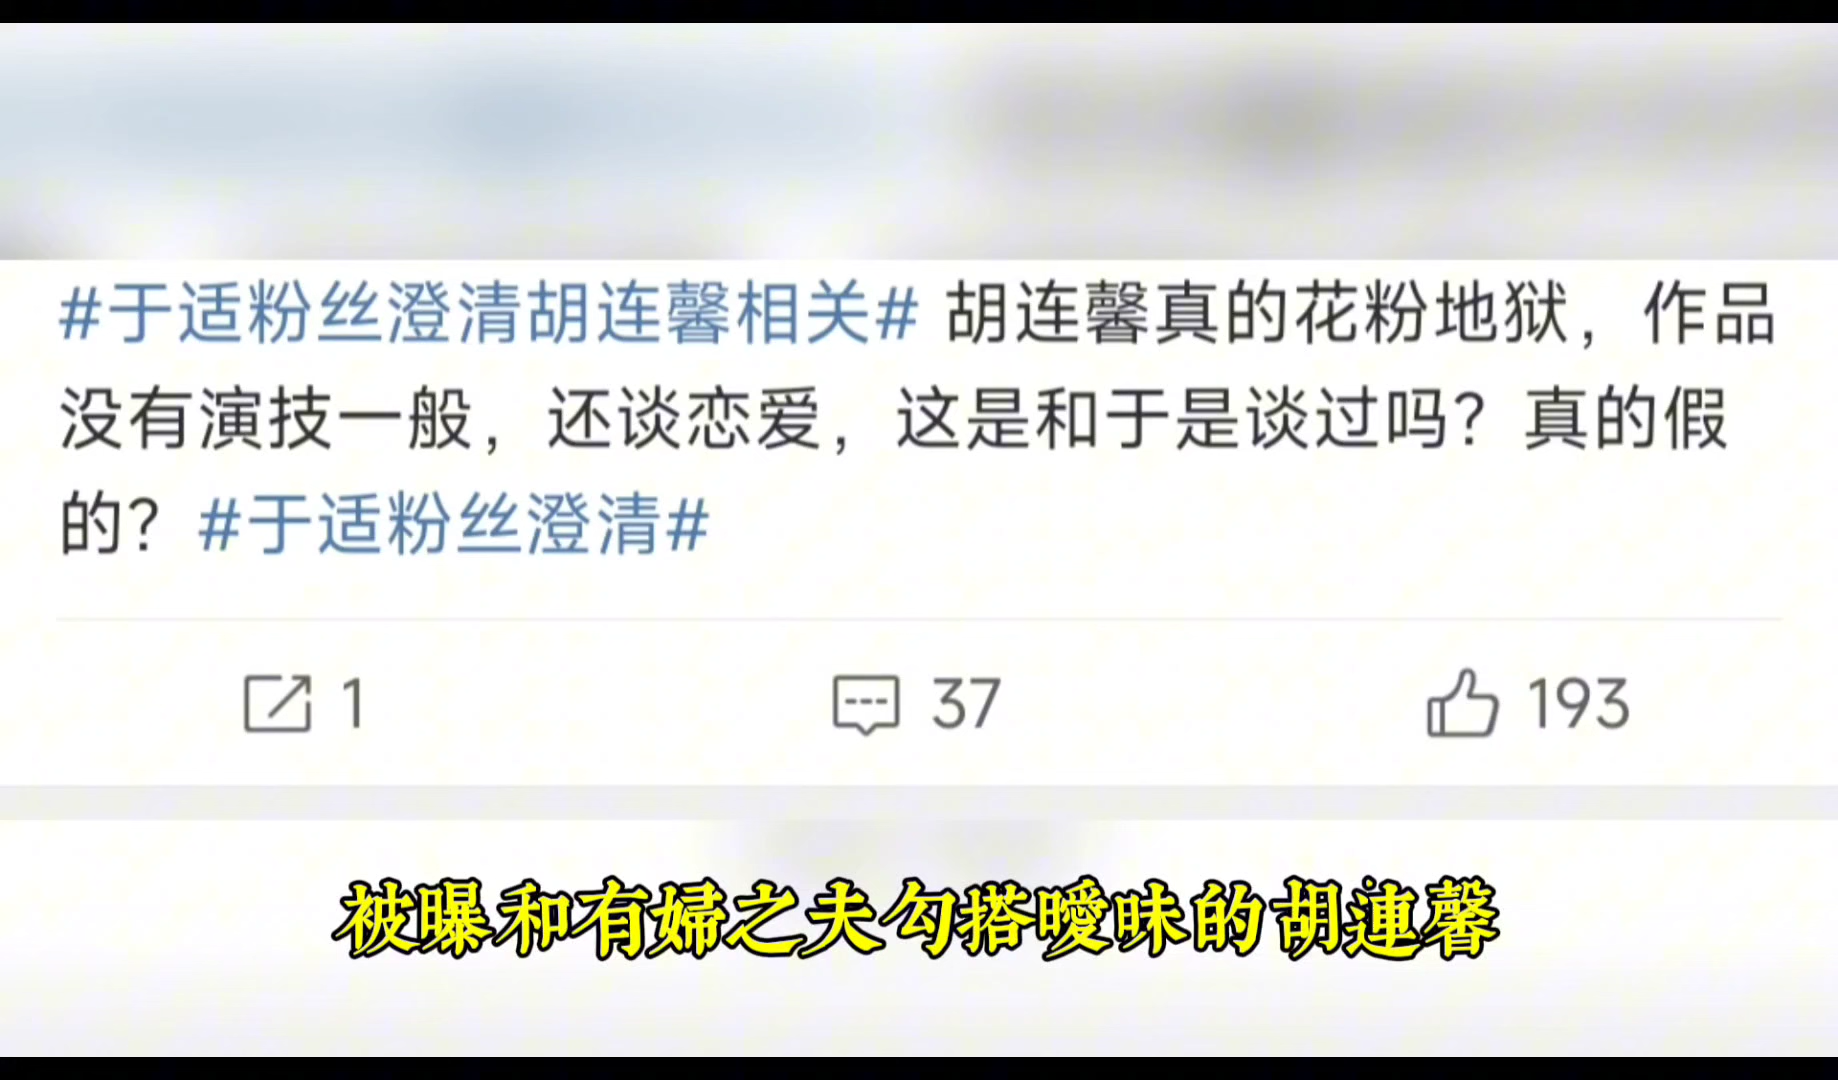 #于适粉丝澄清胡连馨相关# 胡连馨真的花粉地狱，作品
没有演技一般，还谈恋爱，这是和于是谈过吗？真的假
的？#于适粉丝澄清#
1
37
193
被曝和有婦之夫勾搭曖昧的胡連馨